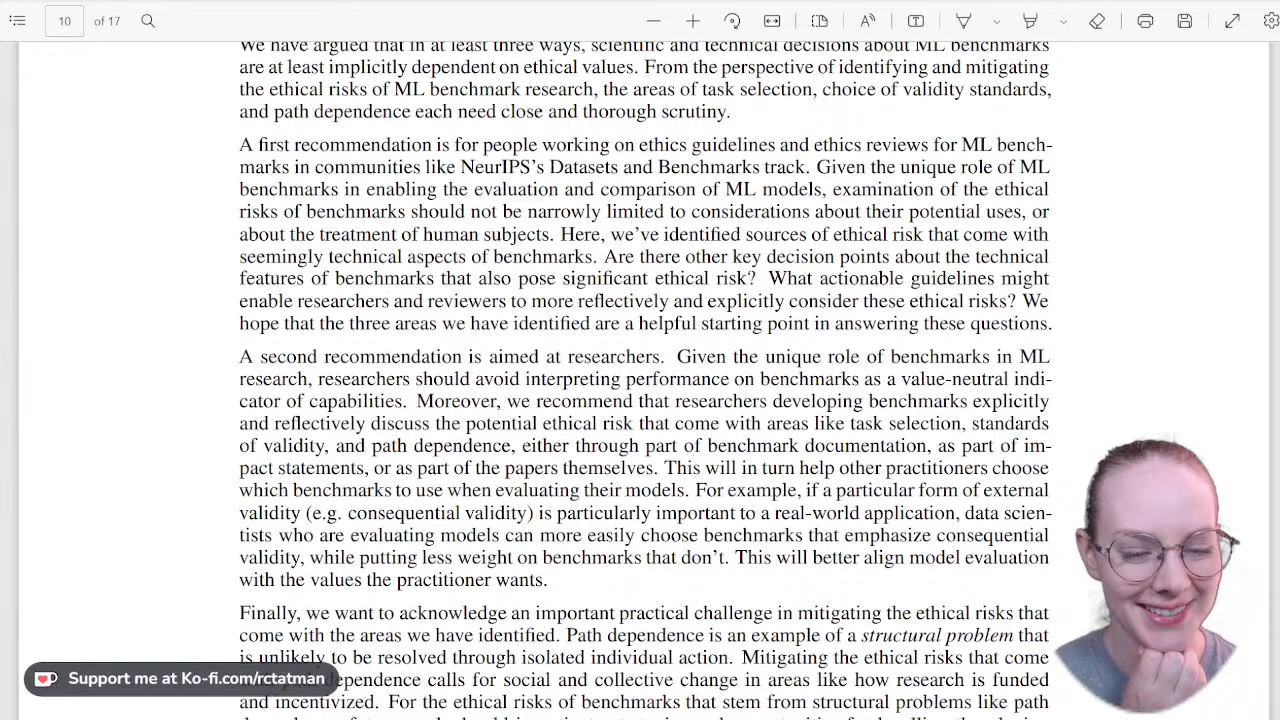 10 of 17
We have argued that in at least three ways, scientific and technical decisions about ML benchmarks
are at least implicitly dependent on ethical values. From the perspective of identifying and mitigating
the ethical risks of ML benchmark research, the areas of task selection, choice of validity standards,
and path dependence each need close and thorough scrutiny.
A first recommendation is for people working on ethics guidelines and ethics reviews for ML bench-
marks in communities like NeurIPS's Datasets and Benchmarks track. Given the unique role of ML
benchmarks in enabling the evaluation and comparison of ML models, examination of the ethical
risks of benchmarks should not be narrowly limited to considerations about their potential uses, or
about the treatment of human subjects. Here, we've identified sources of ethical risk that come with
seemingly technical aspects of benchmarks. Are there other key decision points about the technical
features of benchmarks that also pose significant ethical risk? What actionable guidelines might
enable researchers and reviewers to more reflectively and explicitly consider these ethical risks? We
hope that the three areas we have identified are a helpful starting point in answering these questions.
A second recommendation is aimed at researchers. Given the unique role of benchmarks in ML
research, researchers should avoid interpreting performance on benchmarks as a value-neutral indi-
cator of capabilities. Moreover, we recommend that researchers developing benchmarks explicitly
and reflectively discuss the potential ethical risk that come with areas like task selection, standards
of validity, and path dependence, either through part of benchmark documentation, as part of im-
pact statements, or as part of the papers themselves. This will in turn help other practitioners choose
which benchmarks to use when evaluating their models. For example, if a particular form of external
validity (e.g. consequential validity) is particularly important to a real-world application, data scien-
tists who are evaluating models can more easily choose benchmarks that emphasize consequential
validity, while putting less weight on benchmarks that don't. This will better align model evaluation
with the values the practitioner wants.
Finally, we want to acknowledge an important practical challenge in mitigating the ethical risks that
come with the areas we have identified. Path dependence is an example of a structural problem that
is unlikely to be resolved through isolated individual action. Mitigating the ethical risks that come
dependence calls for social and collective change in areas like how research is funded
and incentivized. For the ethical risks of benchmarks that stem from structural problems like path
Support me at Ko-fi.com/rctatman